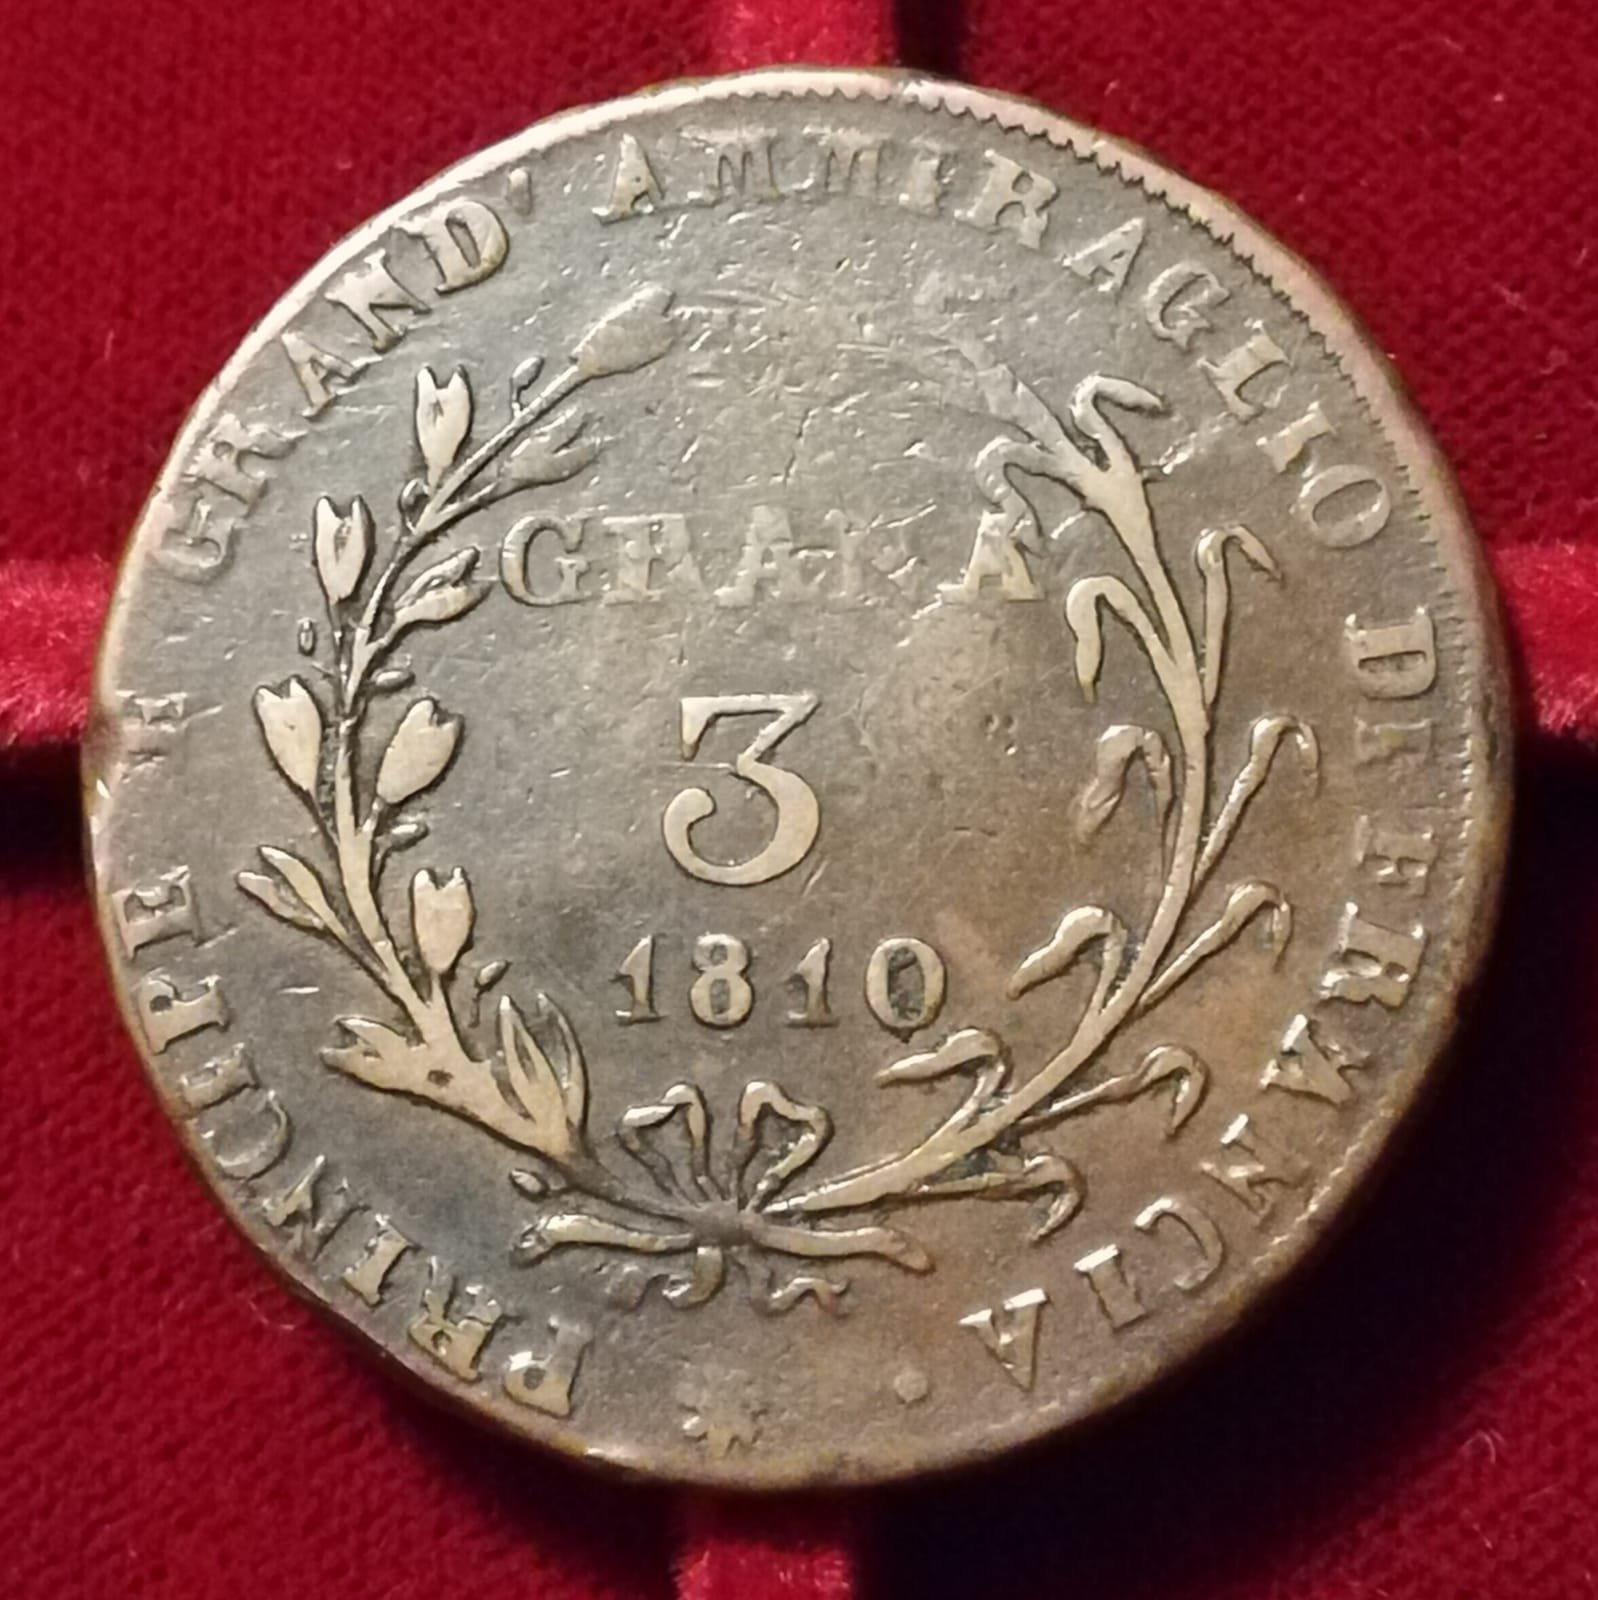 PRINCIPE E GRAND' AMMIRAGLIO DI FRANCIA .
GRANA
3
1810